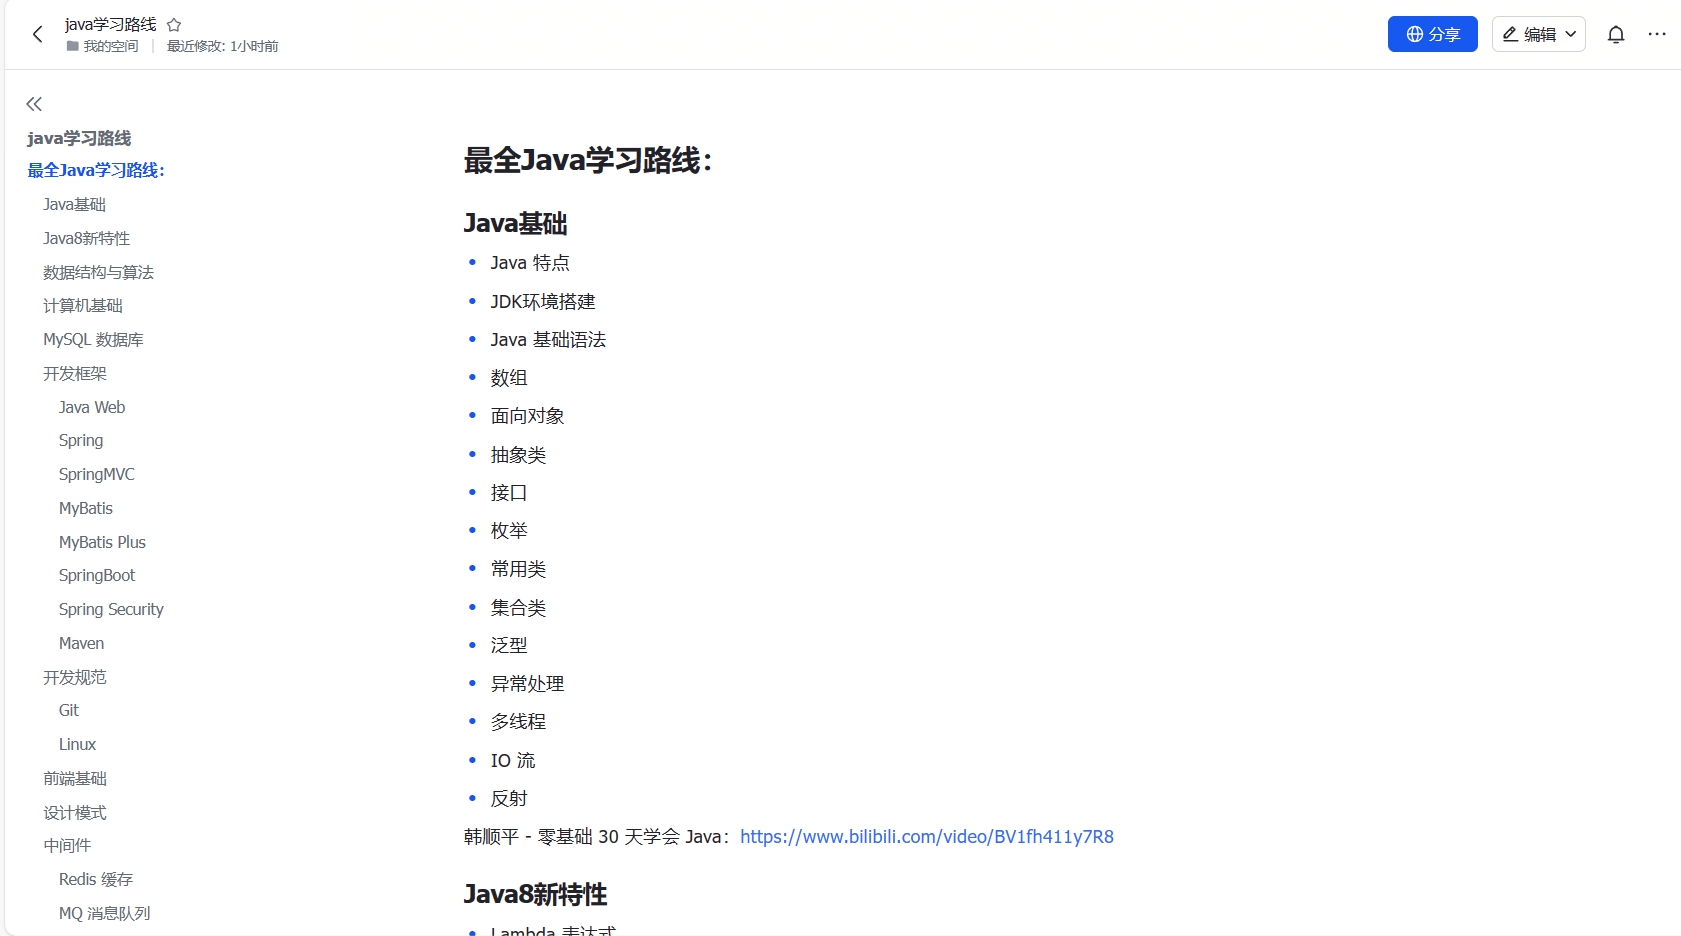 java学习路线
我的空间 最近修改: 1小时前
分享
编辑
java学习路线
最全Java学习路线：
Java基础
Java8新特性
数据结构与算法
计算机基础
MySQL 数据库
开发框架
Java Web
Spring
SpringMVC
MyBatis
MyBatis Plus
SpringBoot
Spring Security
Maven
开发规范
Git
Linux
前端基础
设计模式
中间件
Redis 缓存
MQ 消息队列
最全Java学习路线：
Java基础
Java 特点
JDK环境搭建
Java 基础语法
数组
面向对象
抽象类
接口
枚举
常用类
集合类
泛型
异常处理
多线程
IO 流
反射
韩顺平 - 零基础 30 天学会 Java：https://www.bilibili.com/video/BV1fh411y7R8
Java8新特性
Lambda 表达式